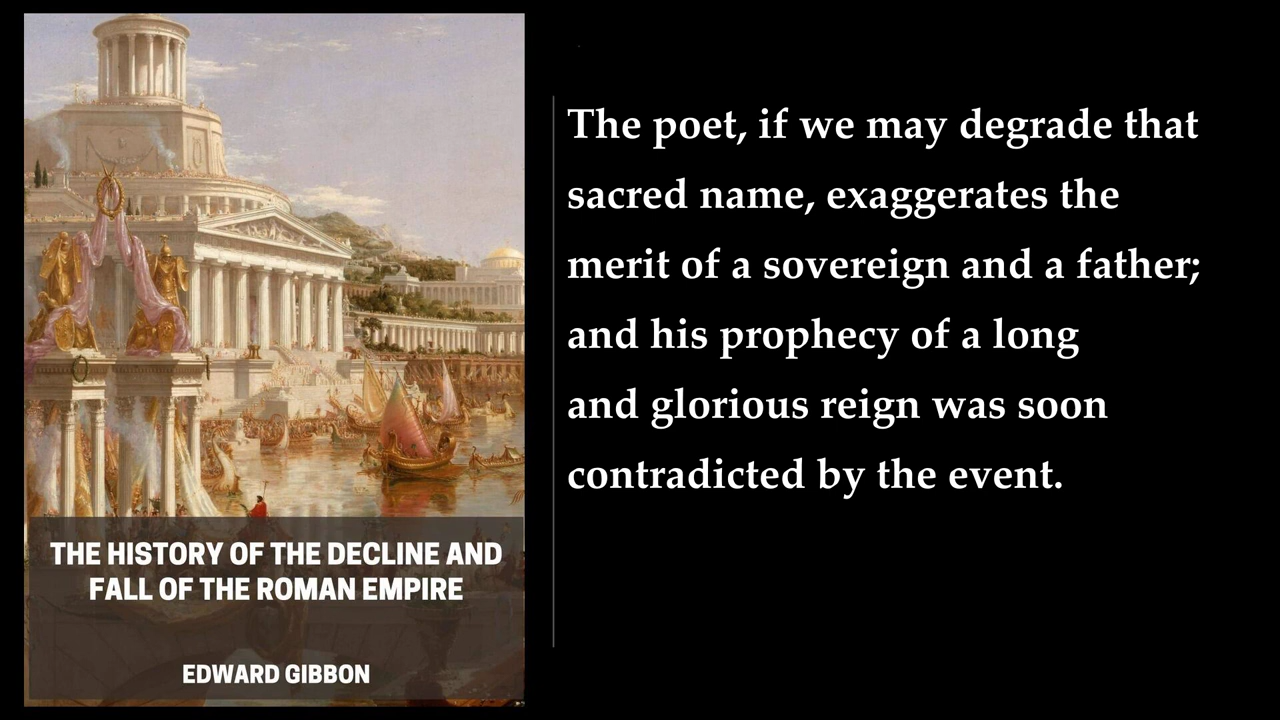 The poet, if we may degrade that
sacred name, exaggerates the
merit of a sovereign and a father;
and his prophecy of a long
and glorious reign was soon
contradicted by the event.
THE HISTORY OF THE DECLINE AND
FALL OF THE ROMAN EMPIRE
EDWARD GIBBON